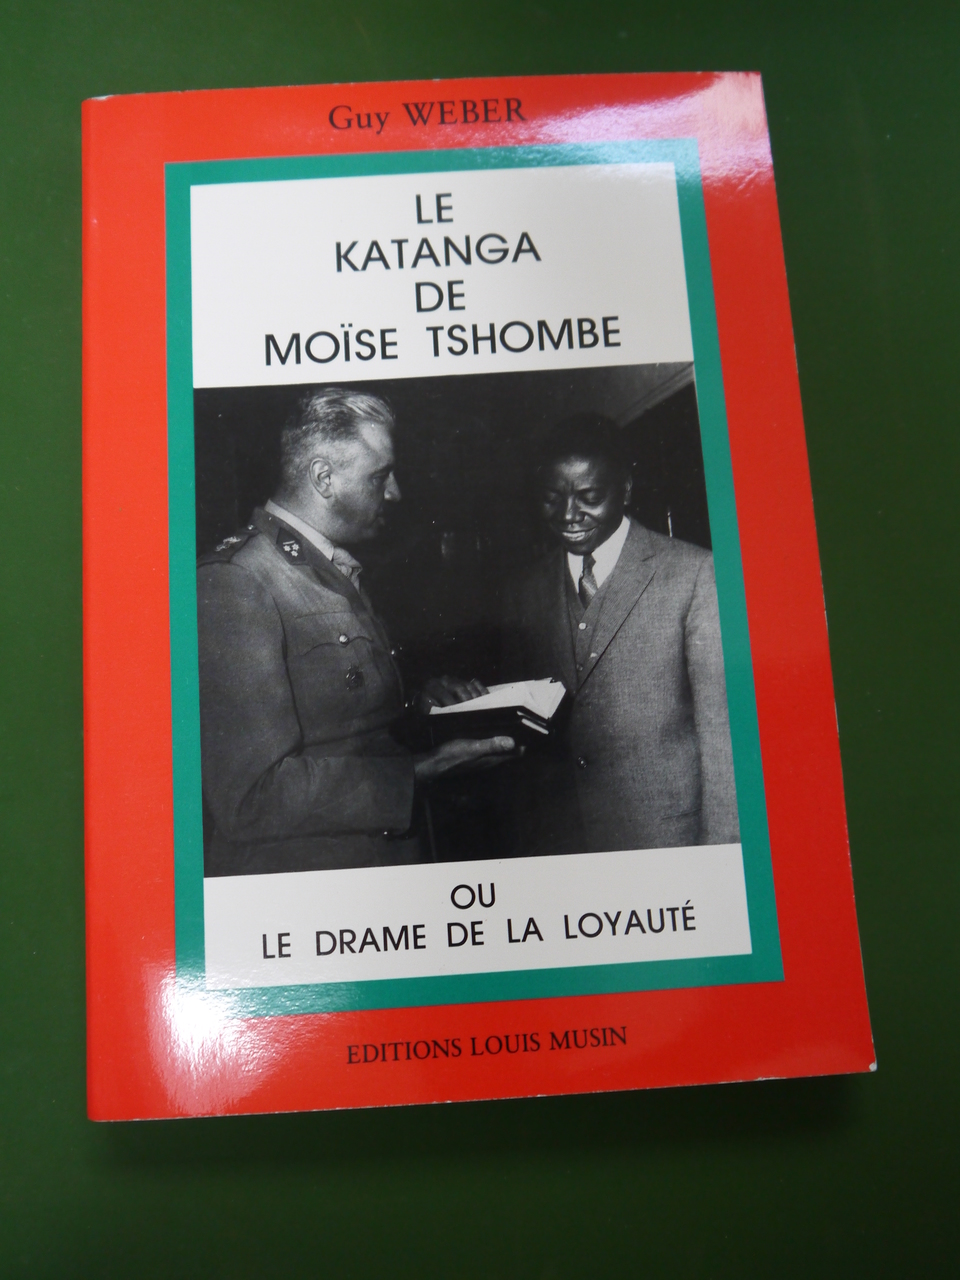 Guy WEBER
LE
KATANGA
DE
MOÏSE TSHOMBE
OU
LE DRAME DE LA LOYAUTÉ
EDITIONS LOUIS MUSIN